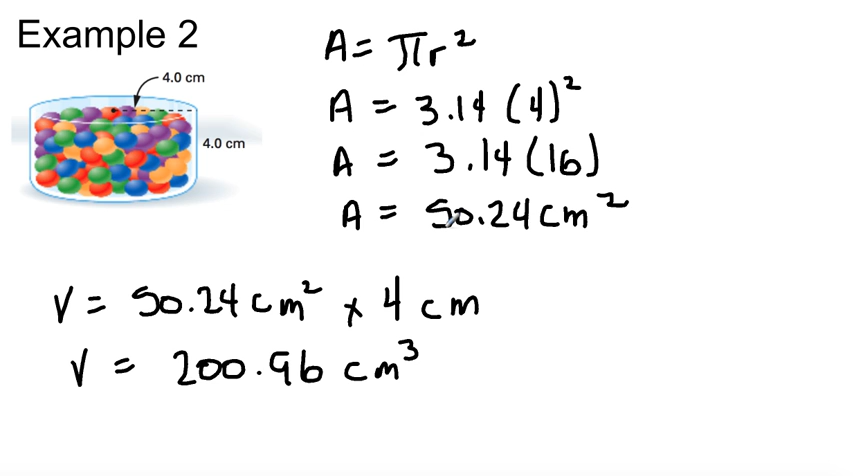 Example 2
4.0 cm
4.0 cm
A = πr²
A = 3.14 (4)²
A = 3.14 (16)
A = 50.24 cm²
V = 50.24 cm² x 4 cm
V = 200.96 cm³